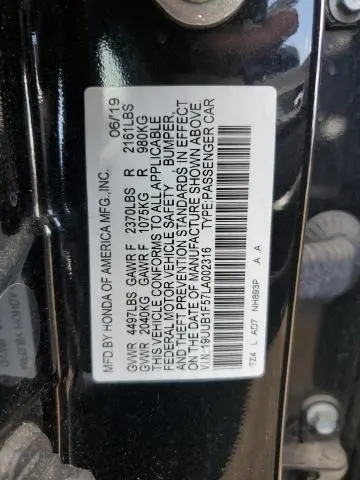 MFD.BY HONDA OF AMERICA MFG.,INC. 06/19
GVWR 4497LBS GAWR F 2370LBS R 2161LBS
GVWR 2040KG GAWR F 1075KG R 980KG
THIS VEHICLE CONFORMS TO ALL APPLICABLE
FEDERAL MOTOR VEHICLE SAFETY, BUMPER,
AND THEFT PREVENTION STANDARDS IN EFFECT
ON THE DATE OF MANUFACTURE SHOWN ABOVE.
V.I.N.:19UUB1F57LA002316 TYPE:PASSENGER CAR
TZ4 L AD7 NH893P A A